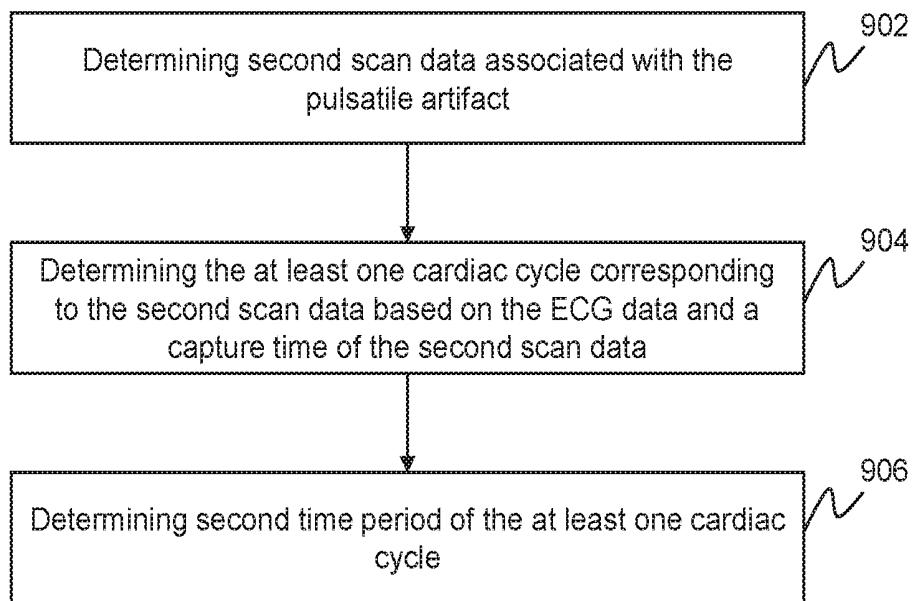 902
Determining second scan data associated with the
pulsatile artifact
904
Determining the at least one cardiac cycle corresponding
to the second scan data based on the ECG data and a
capture time of the second scan data
906
Determining second time period of the at least one cardiac
cycle